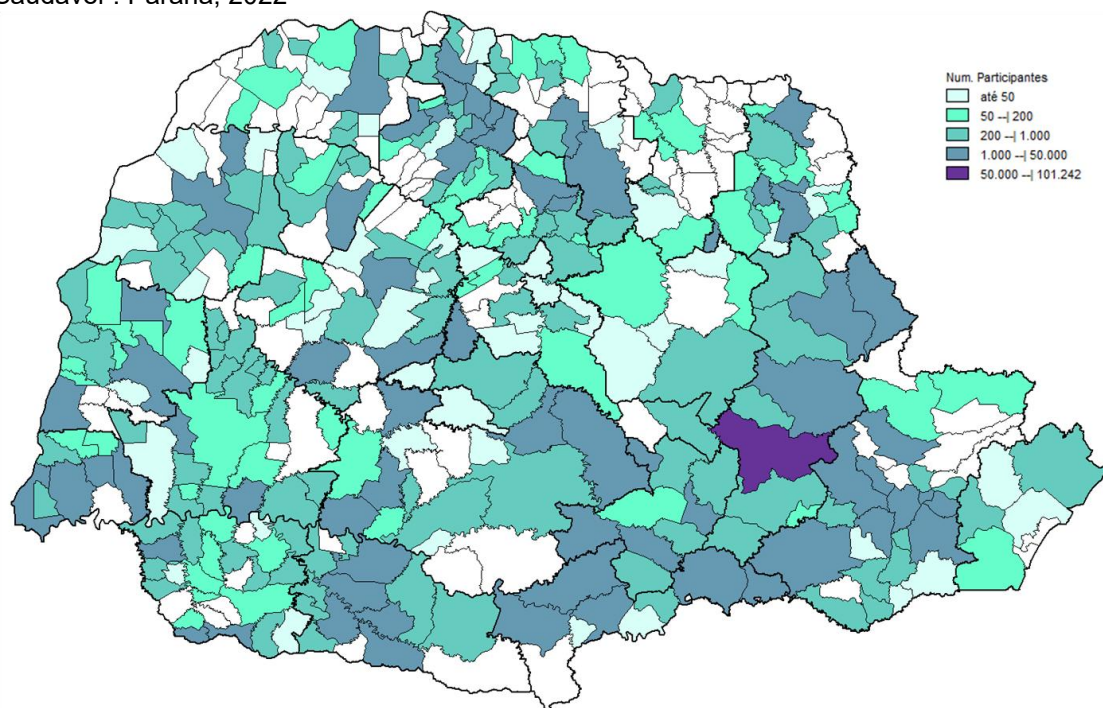 Saudável . Paraná, 2022
Num. Participantes
até 50
50 --| 200
200 --| 1.000
1.000 --| 50.000
50.000 --| 101.242